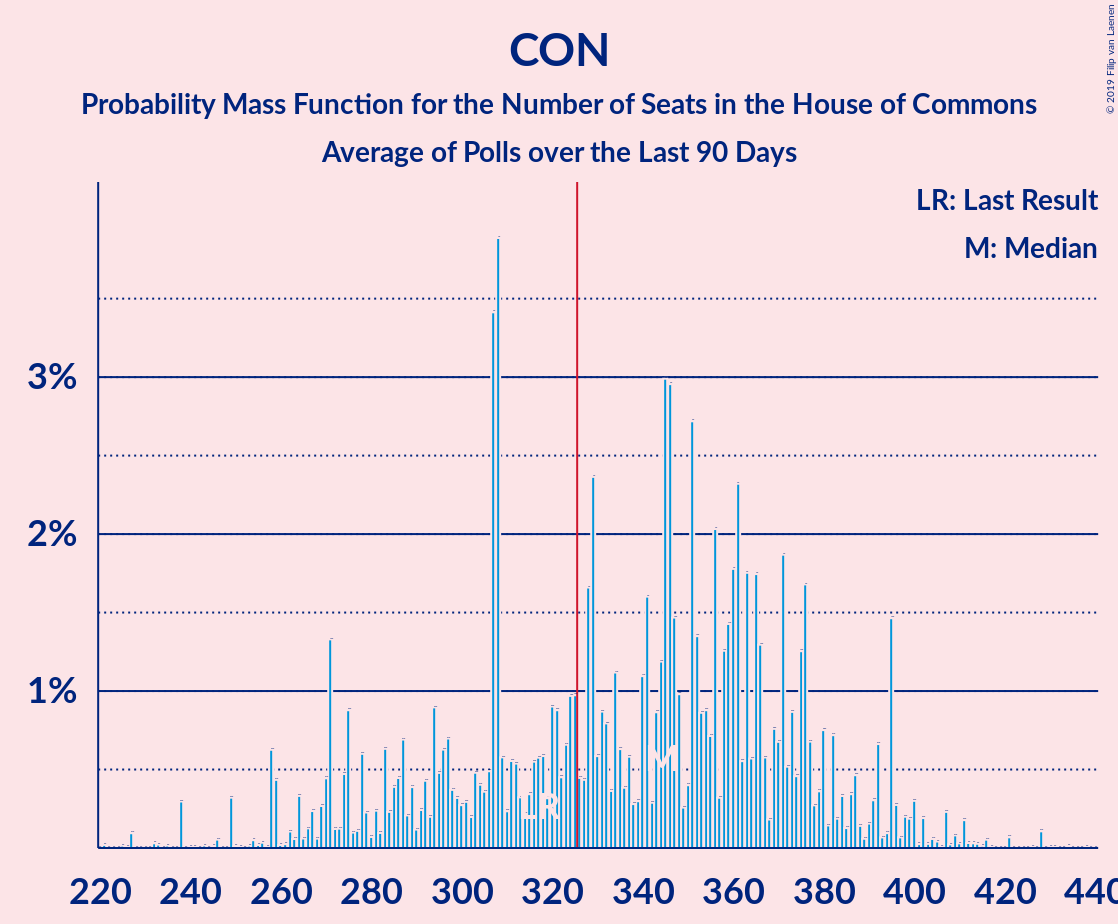 CON
Probability Mass Function for the Number of Seats in the House of Commons
Average of Polls over the Last 90 Days
© 2019 Filip van Laenen
LR: Last Result
M: Median
3%
2%
1%
M
LR
220 240 260 280 300 320 340 360 380 400 420 440